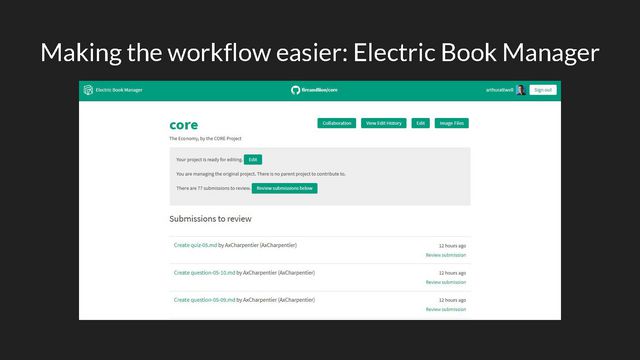 Making the workflow easier: Electric Book Manager
Electric Book Manager
fireandlion/core
arthurattwell
Sign out
core
Collaboration
View Edit History
Edit
Image Files
The Economy, by the CORE Project
Your project is ready for editing. Edit
You are managing the original project. There is no parent project to contribute to.
There are 77 submissions to review. Review submissions below
Submissions to review
Create quiz-05.md by AxCharpentier (AxCharpentier)
12 hours ago
Review submission
Create question-05-10.md by AxCharpentier (AxCharpentier)
12 hours ago
Review submission
Create question-05-09.md by AxCharpentier (AxCharpentier)
12 hours ago
Review submission